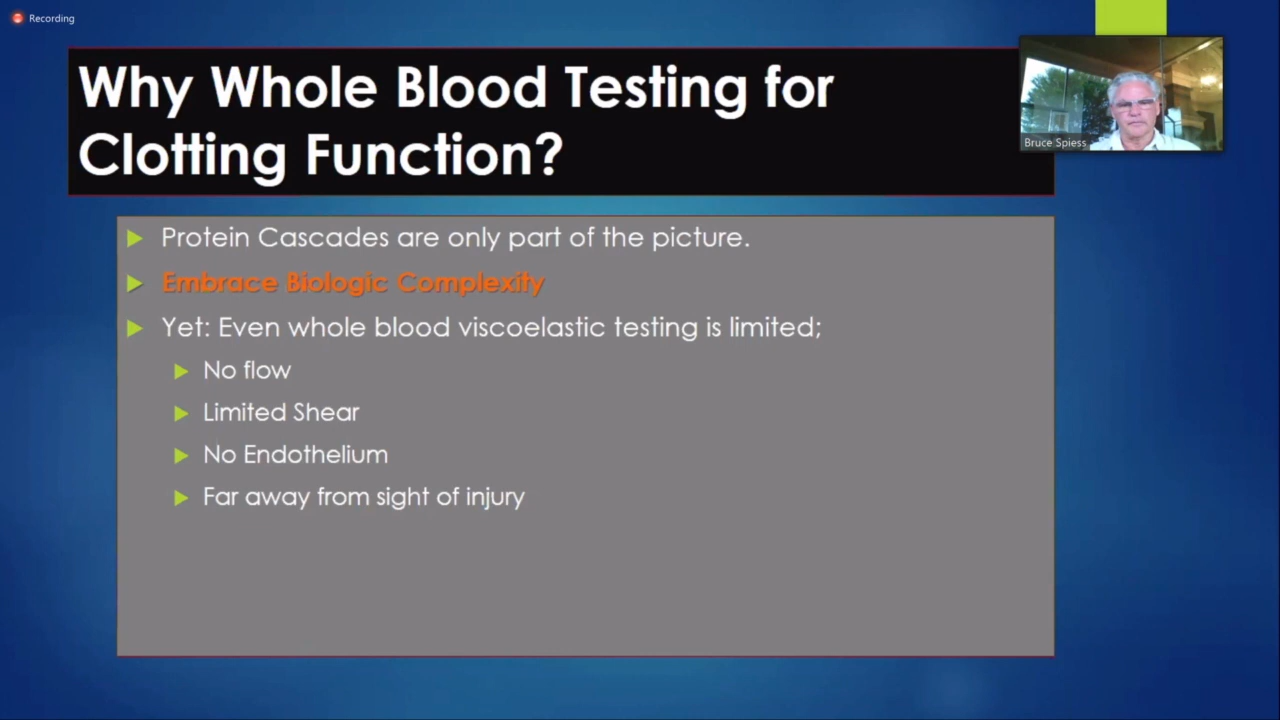 Recording
Why Whole Blood Testing for
Clotting Function?
Bruce Spiess
Protein Cascades are only part of the picture.
Embrace Biologic Complexity
Yet: Even whole blood viscoelastic testing is limited;
No flow
Limited Shear
No Endothelium
Far away from sight of injury